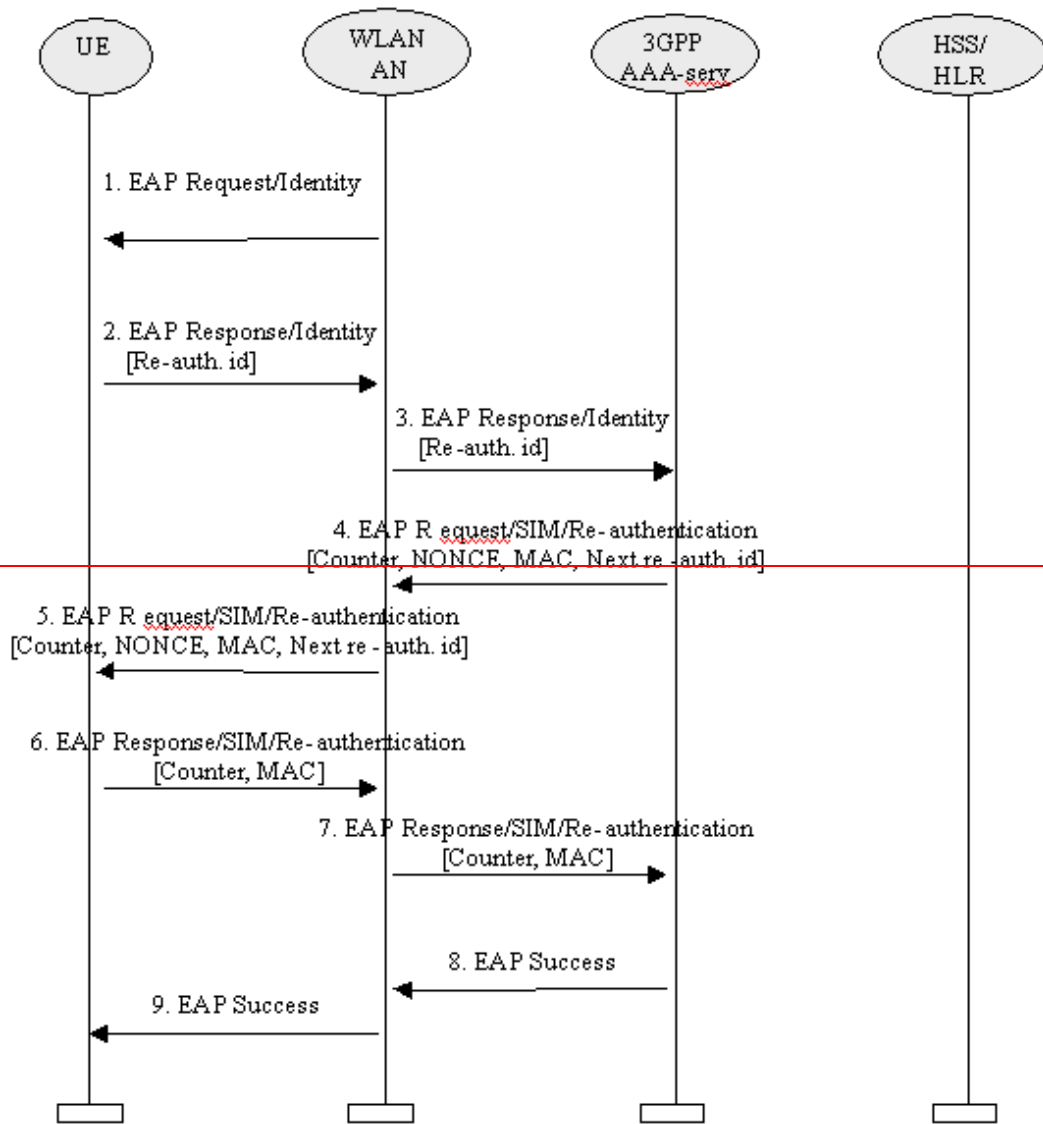 UE
WLAN
AN
3GPP
AAA-serv
HSS/
HLR
1. EAP Request/Identity
2. EAP Response/Identity
[Re-auth. id]
3. EAP Response/Identity
[Re-auth. id]
4. EAP R equest/SIM/Re-authentication
[Counter, NONCE, MAC, Next re-auth. id]
5. EAP R equest/SIM/Re-authentication
[Counter, NONCE, MAC, Next re-auth. id]
6. EAP Response/SIM/Re-authentication
[Counter, MAC]
7. EAP Response/SIM/Re-authentication
[Counter, MAC]
8. EAP Success
9. EAP Success